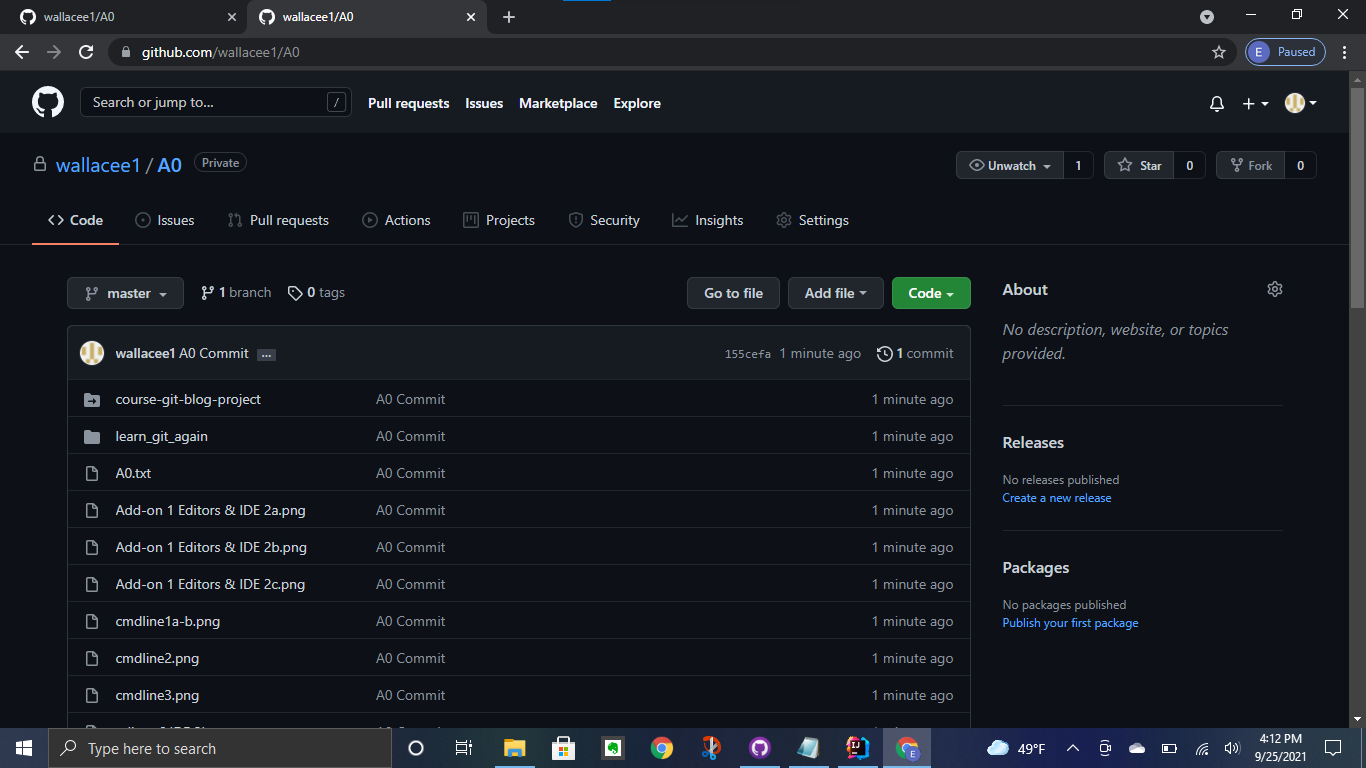 wallacee1/A0
wallacee1/A0
github.com/wallacee1/A0
E Paused
Search or jump to... /
Pull requests Issues Marketplace Explore
wallacee1 / A0 Private
Unwatch 1 Star 0 Fork 0
Code Issues Pull requests Actions Projects Security Insights Settings
master 1 branch 0 tags Go to file Add file Code
wallacee1 A0 Commit ... 155cefa 1 minute ago 1 commit
course-git-blog-project A0 Commit 1 minute ago
learn_git_again A0 Commit 1 minute ago
A0.txt A0 Commit 1 minute ago
Add-on 1 Editors & IDE 2a.png A0 Commit 1 minute ago
Add-on 1 Editors & IDE 2b.png A0 Commit 1 minute ago
Add-on 1 Editors & IDE 2c.png A0 Commit 1 minute ago
cmdline1a-b.png A0 Commit 1 minute ago
cmdline2.png A0 Commit 1 minute ago
cmdline3.png A0 Commit 1 minute ago
About
No description, website, or topics
provided.
Releases
No releases published
Create a new release
Packages
No packages published
Publish your first package
Type here to search
E
49°F
4:12 PM
9/25/2021